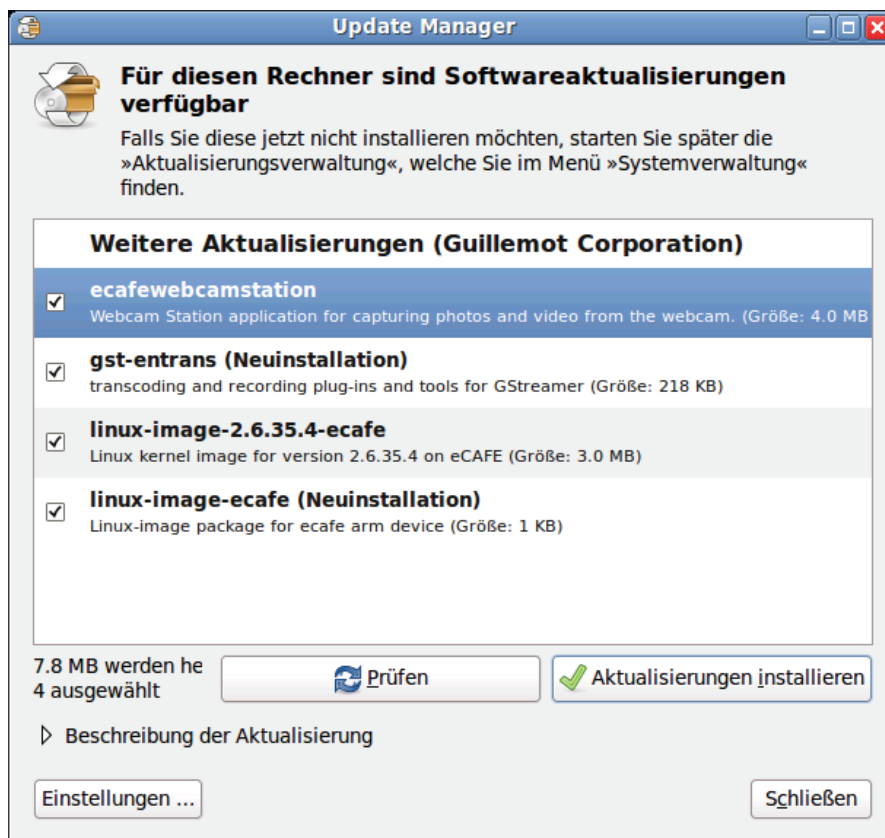 Update Manager
Für diesen Rechner sind Softwareaktualisierungen
verfügbar
Falls Sie diese jetzt nicht installieren möchten, starten Sie später die
»Aktualisierungsverwaltung«, welche Sie im Menü »Systemverwaltung«
finden.
Weitere Aktualisierungen (Guillemot Corporation)
ecafewebcamstation
Webcam Station application for capturing photos and video from the webcam. (Größe: 4.0 MB
gst-entrans (Neuinstallation)
transcoding and recording plug-ins and tools for GStreamer (Größe: 218 KB)
linux-image-2.6.35.4-ecafe
Linux kernel image for version 2.6.35.4 on eCAFE (Größe: 3.0 MB)
linux-image-ecafe (Neuinstallation)
Linux-image package for ecafe arm device (Größe: 1 KB)
7.8 MB werden he
4 ausgewählt
Prüfen
Aktualisierungen installieren
Beschreibung der Aktualisierung
Einstellungen ...
Schließen